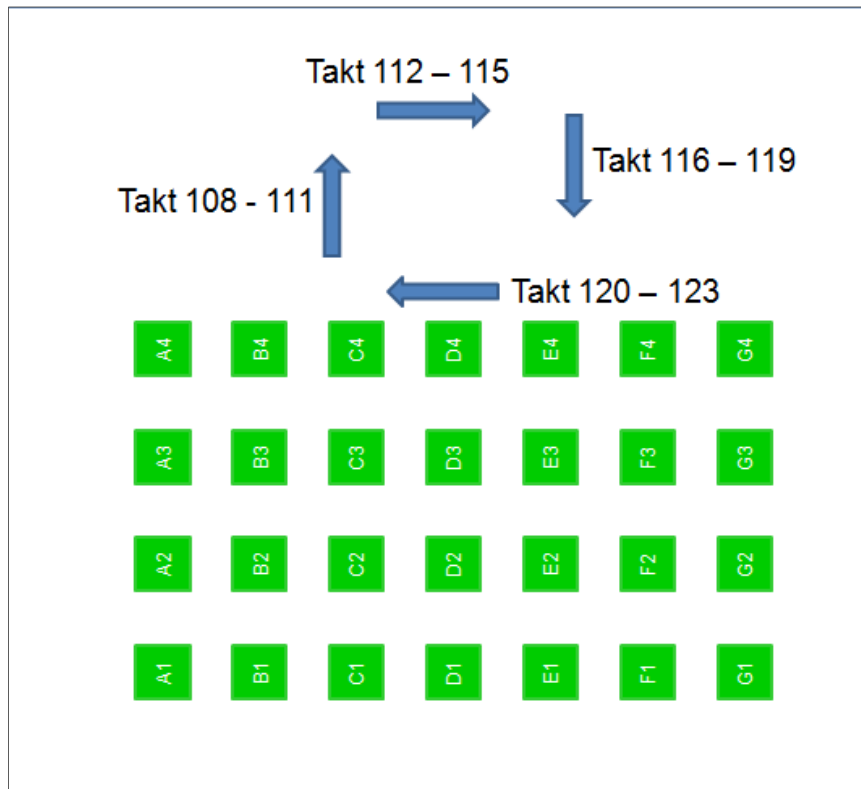 Takt 112 – 115
Takt 116 – 119
Takt 108 - 111
Takt 120 – 123
A4 B4 C4 D4 E4 F4 G4
A3 B3 C3 D3 E3 F3 G3
A2 B2 C2 D2 E2 F2 G2
A1 B1 C1 D1 E1 F1 G1